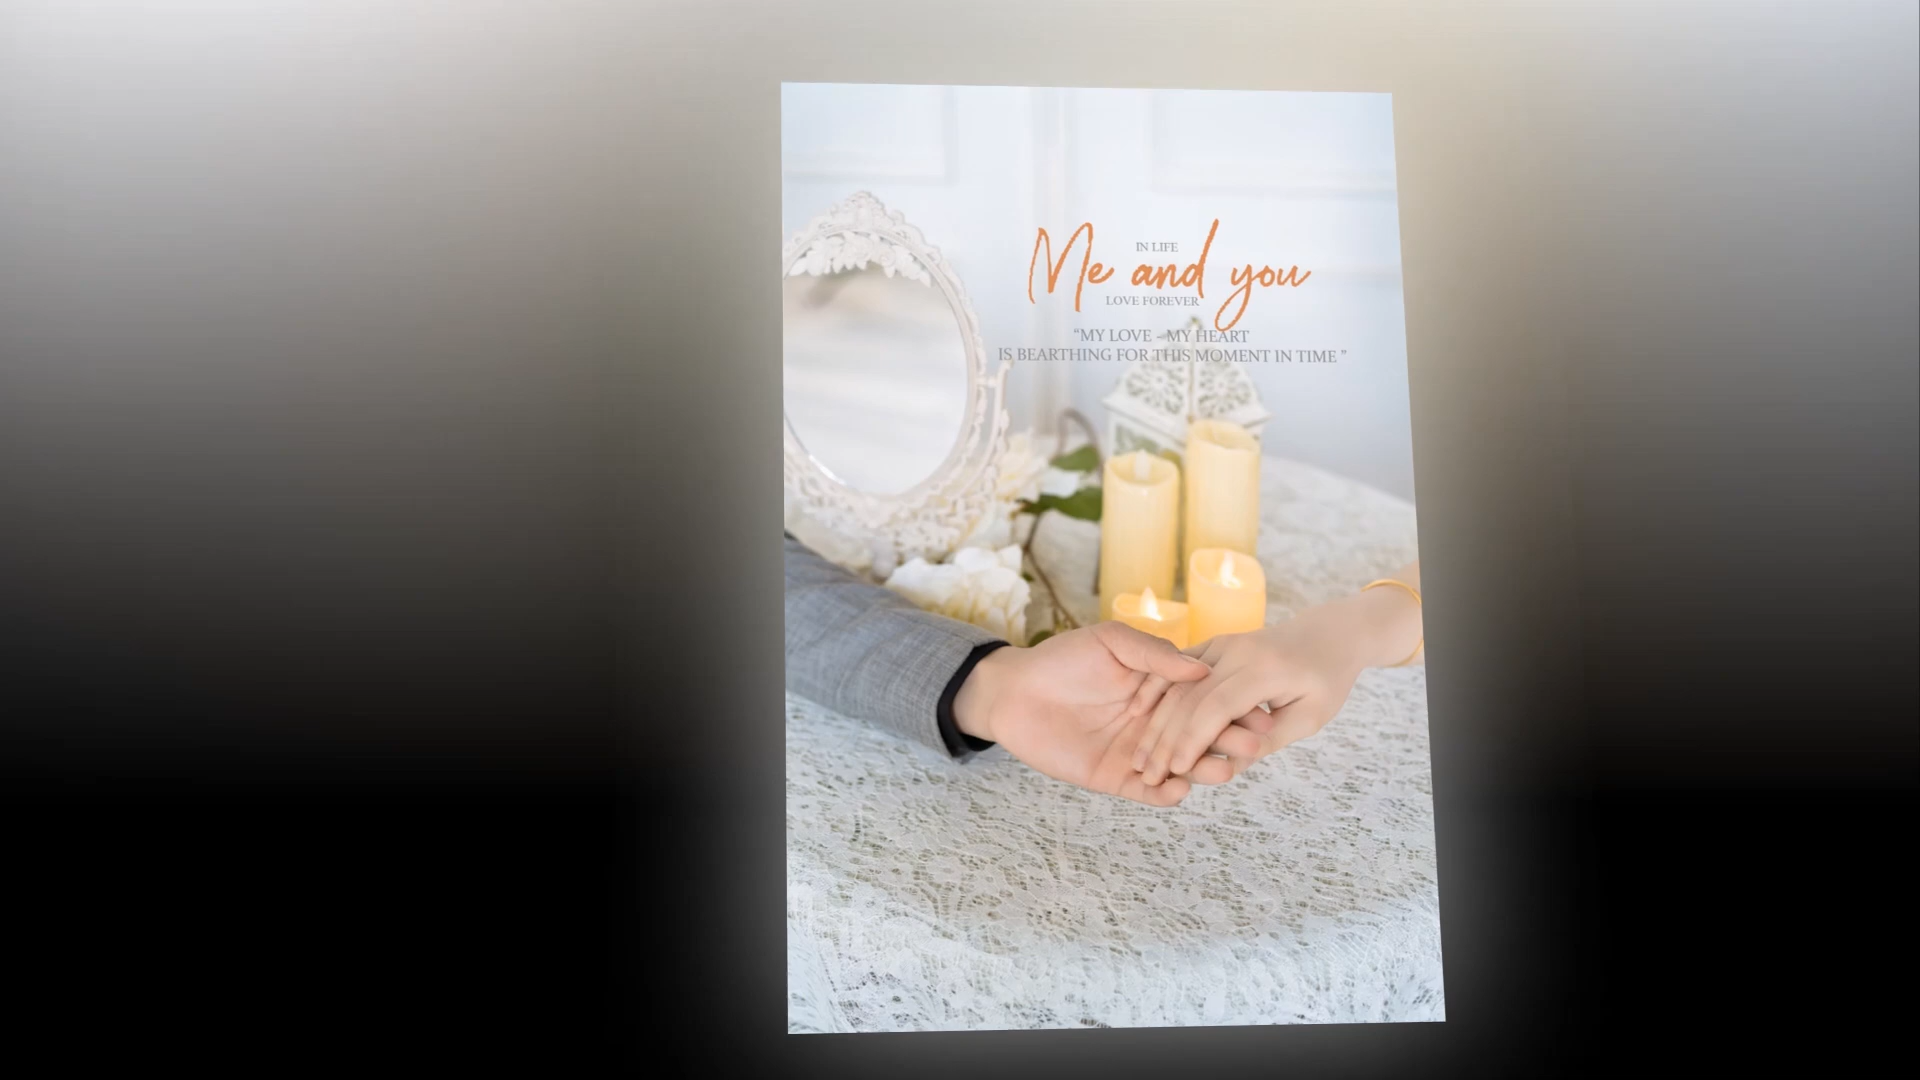 IN LIFE
Me and you
LOVE FOREVER
“MY LOVE - MY HEART
IS BEARTHING FOR THIS MOMENT IN TIME ”